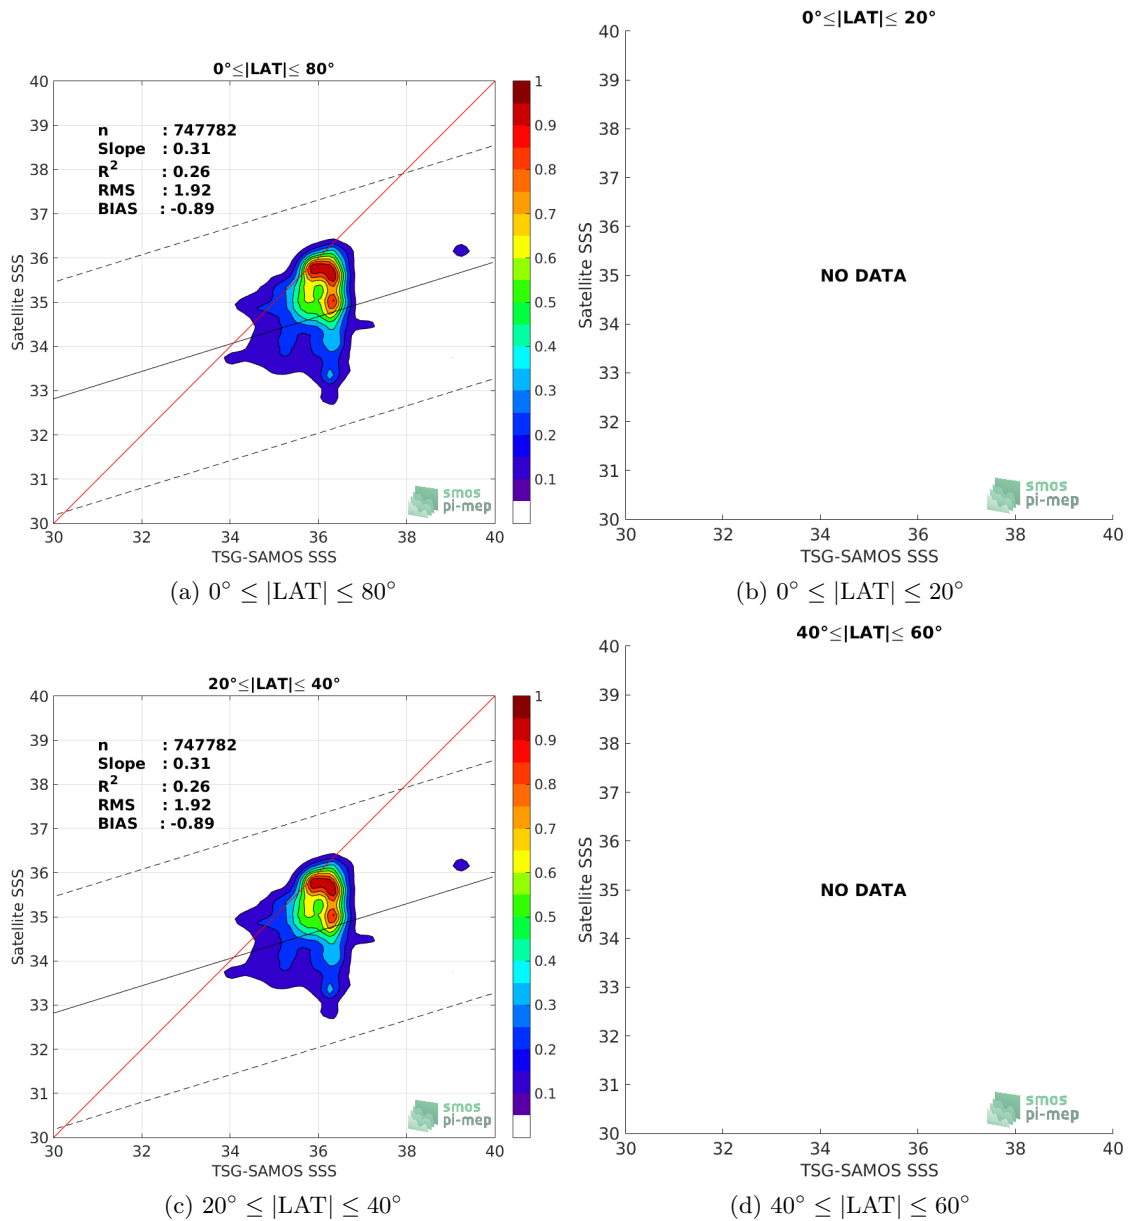 0°≤|LAT|≤ 80°
40
39
38
37
36
35
34
33
32
31
30
Satellite SSS
n : 747782
Slope : 0.31
R² : 0.26
RMS : 1.92
BIAS : -0.89
smos
pi-mep
30 32 34 36 38 40
TSG-SAMOS SSS
1
0.9
0.8
0.7
0.6
0.5
0.4
0.3
0.2
0.1
(a) 0° ≤ |LAT| ≤ 80°
0°≤|LAT|≤ 20°
40
39
38
37
36
35
34
33
32
31
30
Satellite SSS
NO DATA
smos
pi-mep
30 32 34 36 38 40
TSG-SAMOS SSS
(b) 0° ≤ |LAT| ≤ 20°
20°≤|LAT|≤ 40°
40
39
38
37
36
35
34
33
32
31
30
Satellite SSS
n : 747782
Slope : 0.31
R² : 0.26
RMS : 1.92
BIAS : -0.89
smos
pi-mep
30 32 34 36 38 40
TSG-SAMOS SSS
1
0.9
0.8
0.7
0.6
0.5
0.4
0.3
0.2
0.1
(c) 20° ≤ |LAT| ≤ 40°
40°≤|LAT|≤ 60°
40
39
38
37
36
35
34
33
32
31
30
Satellite SSS
NO DATA
smos
pi-mep
30 32 34 36 38 40
TSG-SAMOS SSS
(d) 40° ≤ |LAT| ≤ 60°